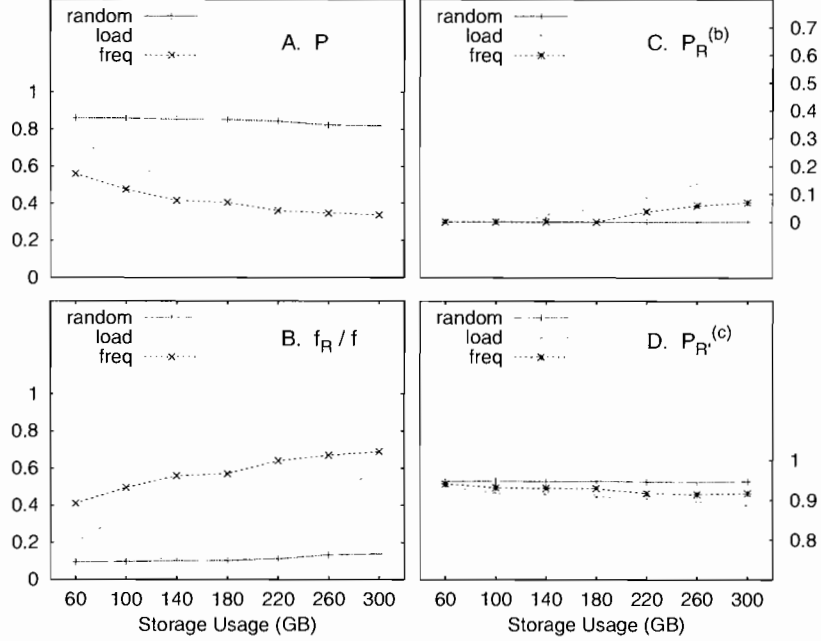 random
load
freq
A. P
1
0.8
0.6
0.4
0.2
0
random
load
freq
C. P_R^(b)
0.7
0.6
0.5
0.4
0.3
0.2
0.1
0
random
load
freq
B. f_R / f
1
0.8
0.6
0.4
0.2
0
60 100 140 180 220 260 300
Storage Usage (GB)
random
load
freq
D. P_R'^(c)
1
0.9
0.8
60 100 140 180 220 260 300
Storage Usage (GB)